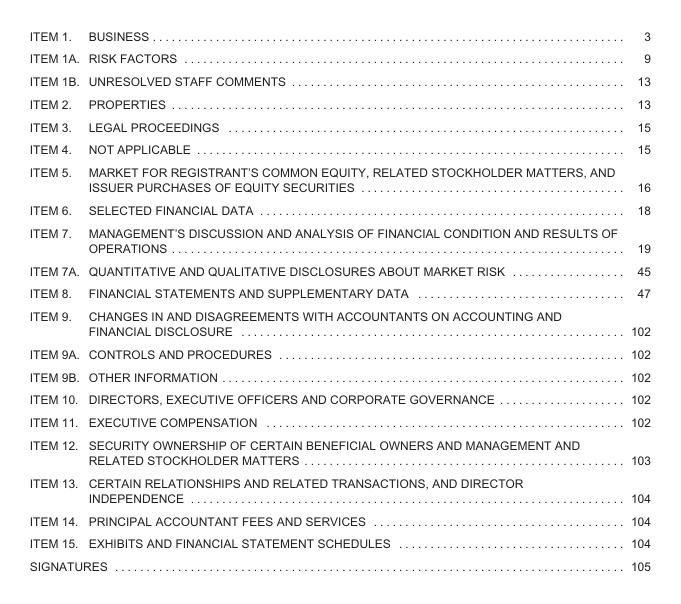 ITEM 1. BUSINESS . . . . . . . . . . . . . . . . . . . . . . . . . . . . . . . . . . . . . . . . 3
ITEM 1A. RISK FACTORS . . . . . . . . . . . . . . . . . . . . . . . . . . . . . . . . . . . . 9
ITEM 1B. UNRESOLVED STAFF COMMENTS . . . . . . . . . . . . . . . . . . . . . . . . . . . . 13
ITEM 2. PROPERTIES . . . . . . . . . . . . . . . . . . . . . . . . . . . . . . . . . . . . . . 13
ITEM 3. LEGAL PROCEEDINGS . . . . . . . . . . . . . . . . . . . . . . . . . . . . . . . . . . 15
ITEM 4. NOT APPLICABLE . . . . . . . . . . . . . . . . . . . . . . . . . . . . . . . . . . . . 15
ITEM 5. MARKET FOR REGISTRANT’S COMMON EQUITY, RELATED STOCKHOLDER MATTERS, AND
ISSUER PURCHASES OF EQUITY SECURITIES . . . . . . . . . . . . . . . . . . . . . . . . 16
ITEM 6. SELECTED FINANCIAL DATA . . . . . . . . . . . . . . . . . . . . . . . . . . . . . . 18
ITEM 7. MANAGEMENT’S DISCUSSION AND ANALYSIS OF FINANCIAL CONDITION AND RESULTS OF
OPERATIONS . . . . . . . . . . . . . . . . . . . . . . . . . . . . . . . . . . . . . . 19
ITEM 7A. QUANTITATIVE AND QUALITATIVE DISCLOSURES ABOUT MARKET RISK . . . . . . . . . . . . 45
ITEM 8. FINANCIAL STATEMENTS AND SUPPLEMENTARY DATA . . . . . . . . . . . . . . . . . . . . 47
ITEM 9. CHANGES IN AND DISAGREEMENTS WITH ACCOUNTANTS ON ACCOUNTING AND
FINANCIAL DISCLOSURE . . . . . . . . . . . . . . . . . . . . . . . . . . . . . . . . 102
ITEM 9A. CONTROLS AND PROCEDURES . . . . . . . . . . . . . . . . . . . . . . . . . . . . . . 102
ITEM 9B. OTHER INFORMATION . . . . . . . . . . . . . . . . . . . . . . . . . . . . . . . . . 102
ITEM 10. DIRECTORS, EXECUTIVE OFFICERS AND CORPORATE GOVERNANCE . . . . . . . . . . . . . . 102
ITEM 11. EXECUTIVE COMPENSATION . . . . . . . . . . . . . . . . . . . . . . . . . . . . . . 102
ITEM 12. SECURITY OWNERSHIP OF CERTAIN BENEFICIAL OWNERS AND MANAGEMENT AND
RELATED STOCKHOLDER MATTERS . . . . . . . . . . . . . . . . . . . . . . . . . . . . 103
ITEM 13. CERTAIN RELATIONSHIPS AND RELATED TRANSACTIONS, AND DIRECTOR
INDEPENDENCE . . . . . . . . . . . . . . . . . . . . . . . . . . . . . . . . . . . . 104
ITEM 14. PRINCIPAL ACCOUNTANT FEES AND SERVICES . . . . . . . . . . . . . . . . . . . . . . 104
ITEM 15. EXHIBITS AND FINANCIAL STATEMENT SCHEDULES . . . . . . . . . . . . . . . . . . . . 104
SIGNATURES . . . . . . . . . . . . . . . . . . . . . . . . . . . . . . . . . . . . . . . . 105